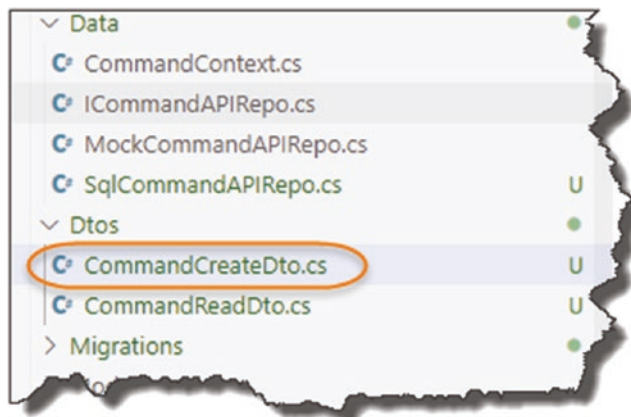 Data
C# CommandContext.cs
C# ICommandAPIRepo.cs
C# MockCommandAPIRepo.cs
C# SqlCommandAPIRepo.cs U
Dtos
C# CommandCreateDto.cs U
C# CommandReadDto.cs U
Migrations